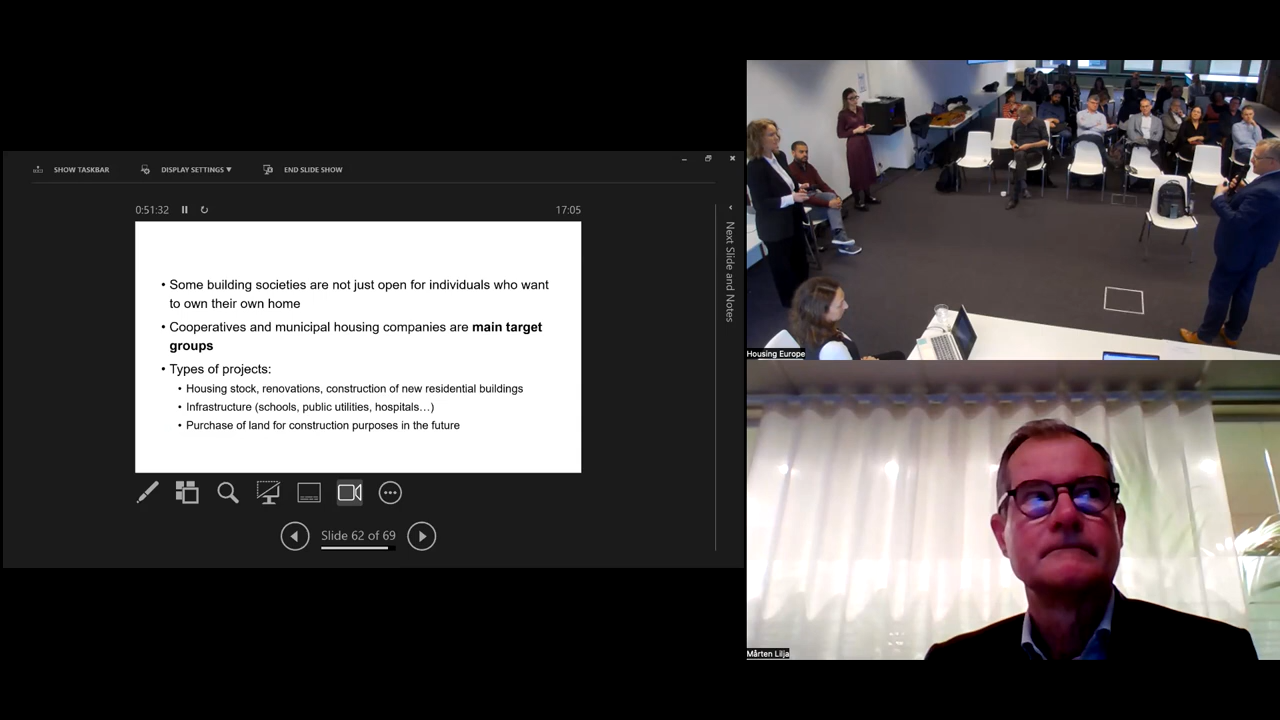 SHOW TASKBAR
DISPLAY SETTINGS ▼
END SLIDE SHOW
0:51:32
17:05
• Some building societies are not just open for individuals who want
to own their own home
• Cooperatives and municipal housing companies are main target
groups
• Types of projects:
• Housing stock, renovations, construction of new residential buildings
• Infrastructure (schools, public utilities, hospitals…)
• Purchase of land for construction purposes in the future
Slide 62 of 69
Next Slide and Notes
Housing Europe
Mårten Lilja